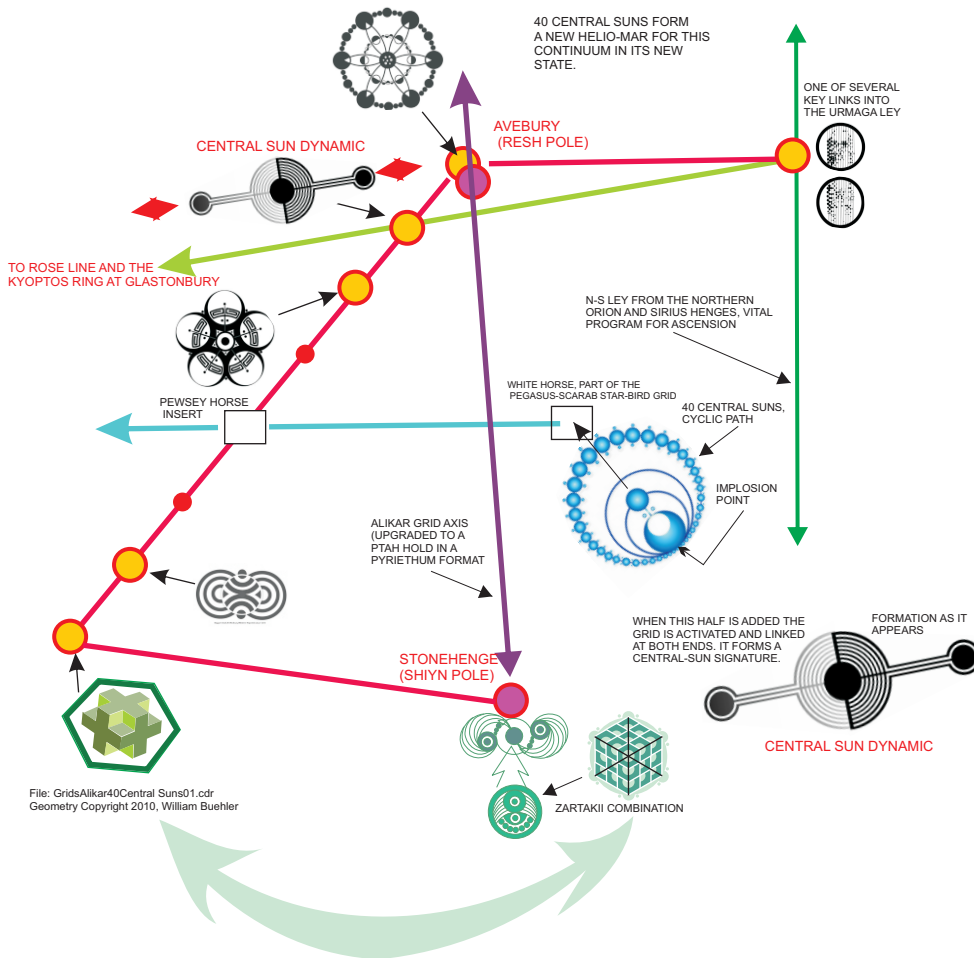 40 CENTRAL SUNS FORM
A NEW HELIO-MAR FOR THIS
CONTINUUM IN ITS NEW
STATE.
ONE OF SEVERAL
KEY LINKS INTO
THE URMAGA LEY
AVEBURY
(RESH POLE)
CENTRAL SUN DYNAMIC
TO ROSE LINE AND THE
KYOPTOS RING AT GLASTONBURY
N-S LEY FROM THE NORTHERN
ORION AND SIRIUS HENGES, VITAL
PROGRAM FOR ASCENSION
PEWSEY HORSE
INSERT
WHITE HORSE, PART OF THE
PEGASUS-SCARAB STAR-BIRD GRID
40 CENTRAL SUNS,
CYCLIC PATH
IMPLOSION
POINT
ALIKAR GRID AXIS
(UPGRADED TO A
PTAH HOLD IN A
PYRIETHUM FORMAT
WHEN THIS HALF IS ADDED THE
GRID IS ACTIVATED AND LINKED
AT BOTH ENDS. IT FORMS A
CENTRAL-SUN SIGNATURE.
FORMATION AS IT
APPEARS
STONEHENGE
(SHIYN POLE)
CENTRAL SUN DYNAMIC
File: GridsAlikar40Central Suns01.cdr
Geometry Copyright 2010, William Buehler
ZARTAKII COMBINATION